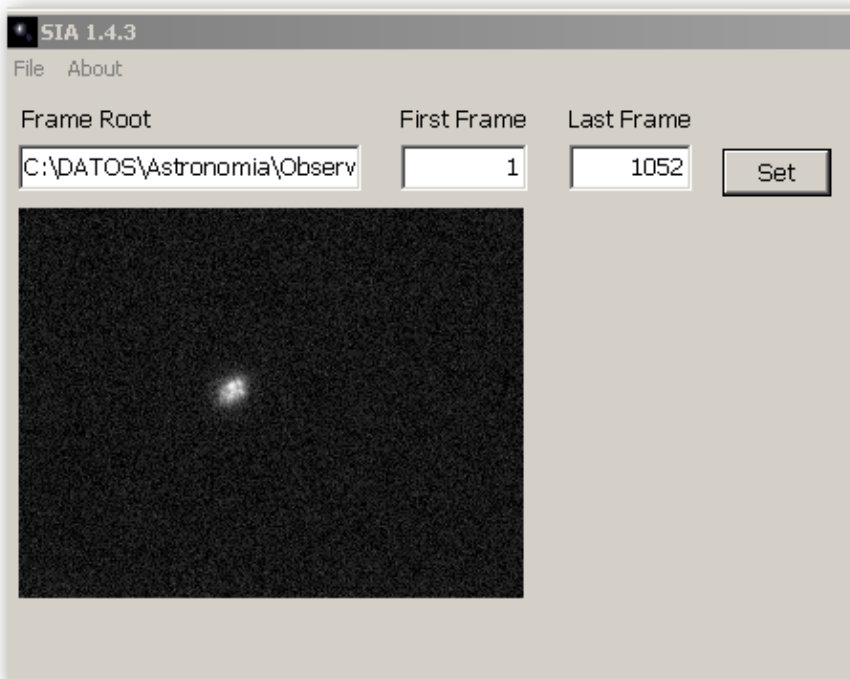 SIA 1.4.3
File About
Frame Root First Frame Last Frame
C:\DATOS\Astronomia\Observ 1 1052 Set